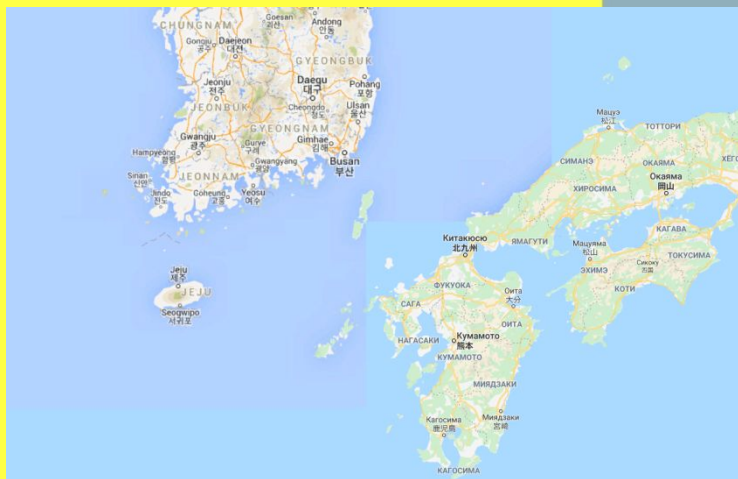 CHUNGNAM
Goesan
괴산
Andong
안동
Gongju
공주
Daejeon
대전
GYEONGBUK
Jeonju
전주
Daegu
대구
Pohang
포항
JEONBUK
Cheongdo
청도
Ulsan
울산
GYEONGNAM
Gwangju
광주
Gurye
구례
Gimhae
김해
Hampyeong
함평
Gwangyang
광양
Busan
부산
Sinan
신안
JEONNAM
Jindo
진도
Goheung
고흥
Yeosu
여수
Jeju
제주
JEJU
Seogwipo
서귀포
Мацуэ
松江
ТОТТОРИ
СИМАНЭ
ОКАЯМА
ХЁГО
Окаяма
岡山
ХИРОСИМА
КАГАВА
Китакюсю
北九州
ЯМАГУТИ
Мацуяма
松山
ТОКУСИМА
Сикоку
四国
ЭХИМЭ
КОТИ
ФУКУОКА
Оита
大分
САГА
ОИТА
НАГАСАКИ
Кумамото
熊本
КУМАМОТО
МИЯДЗАКИ
Кагосима
鹿児島
Миядзаки
宮崎
КАГОСИМА